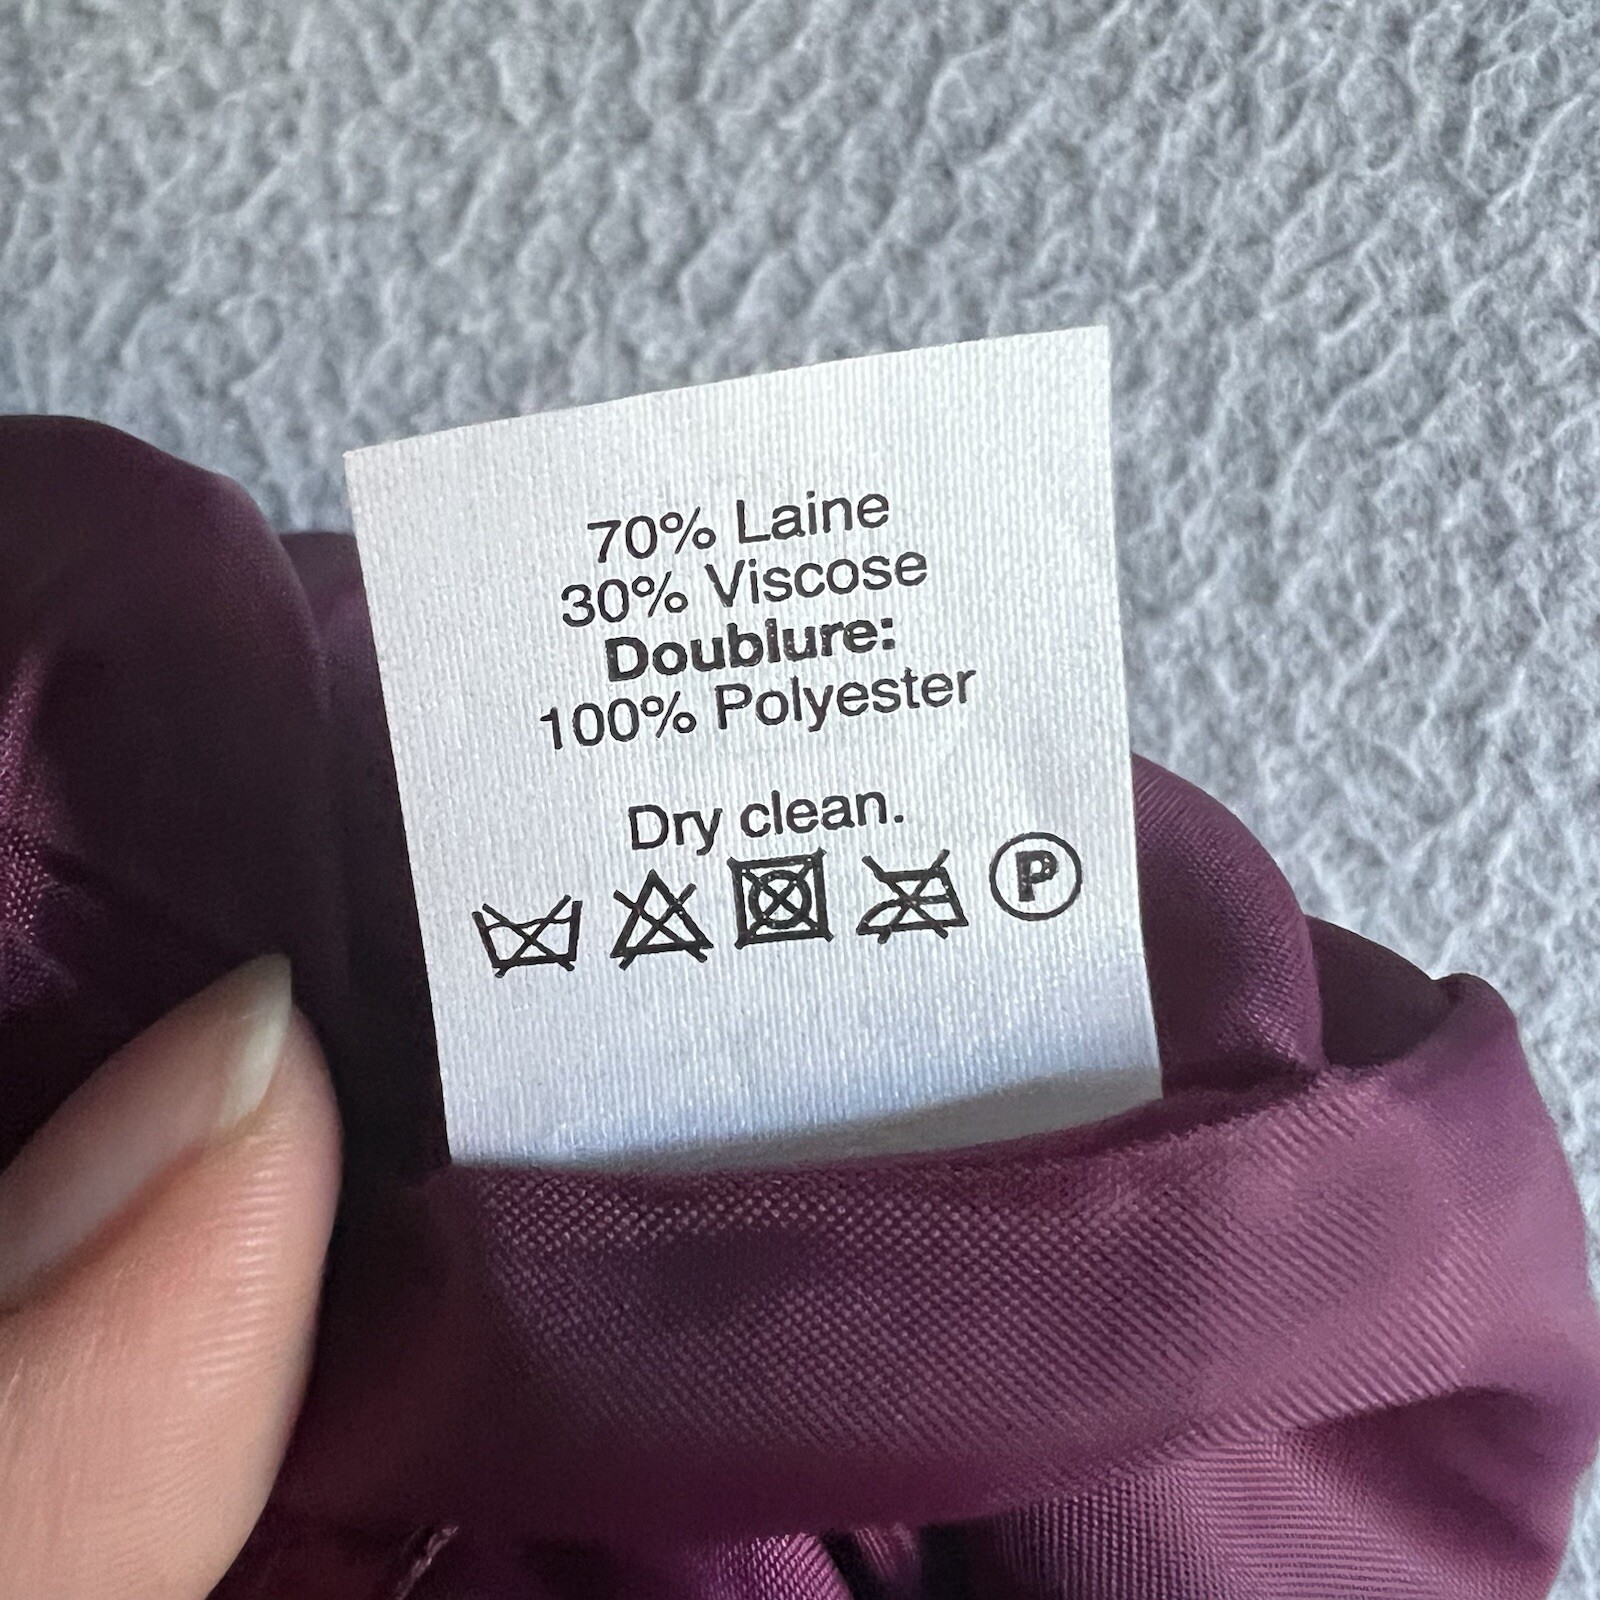 70% Laine
30% Viscose
Doublure:
100% Polyester
Dry clean.
P